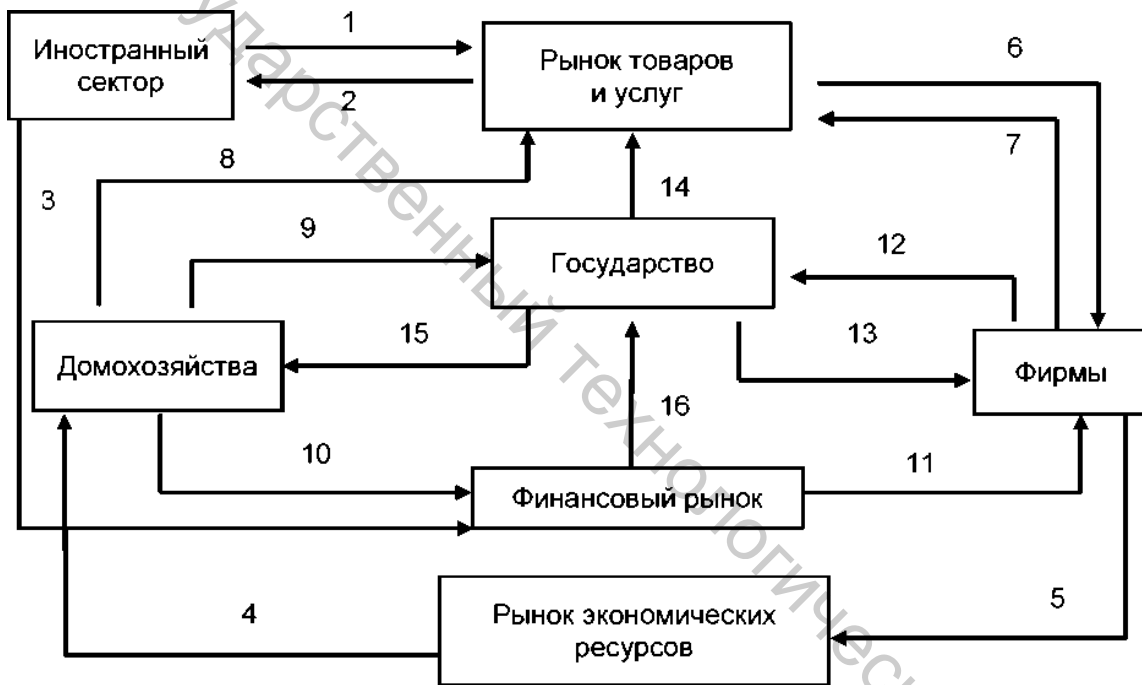 1
Иностранный
сектор
Рынок товаров
и услуг
6
2
7
8
3
14
9
12
Государство
15
13
Домохозяйства
Фирмы
16
10
11
Финансовый рынок
4
5
Рынок экономических
ресурсов